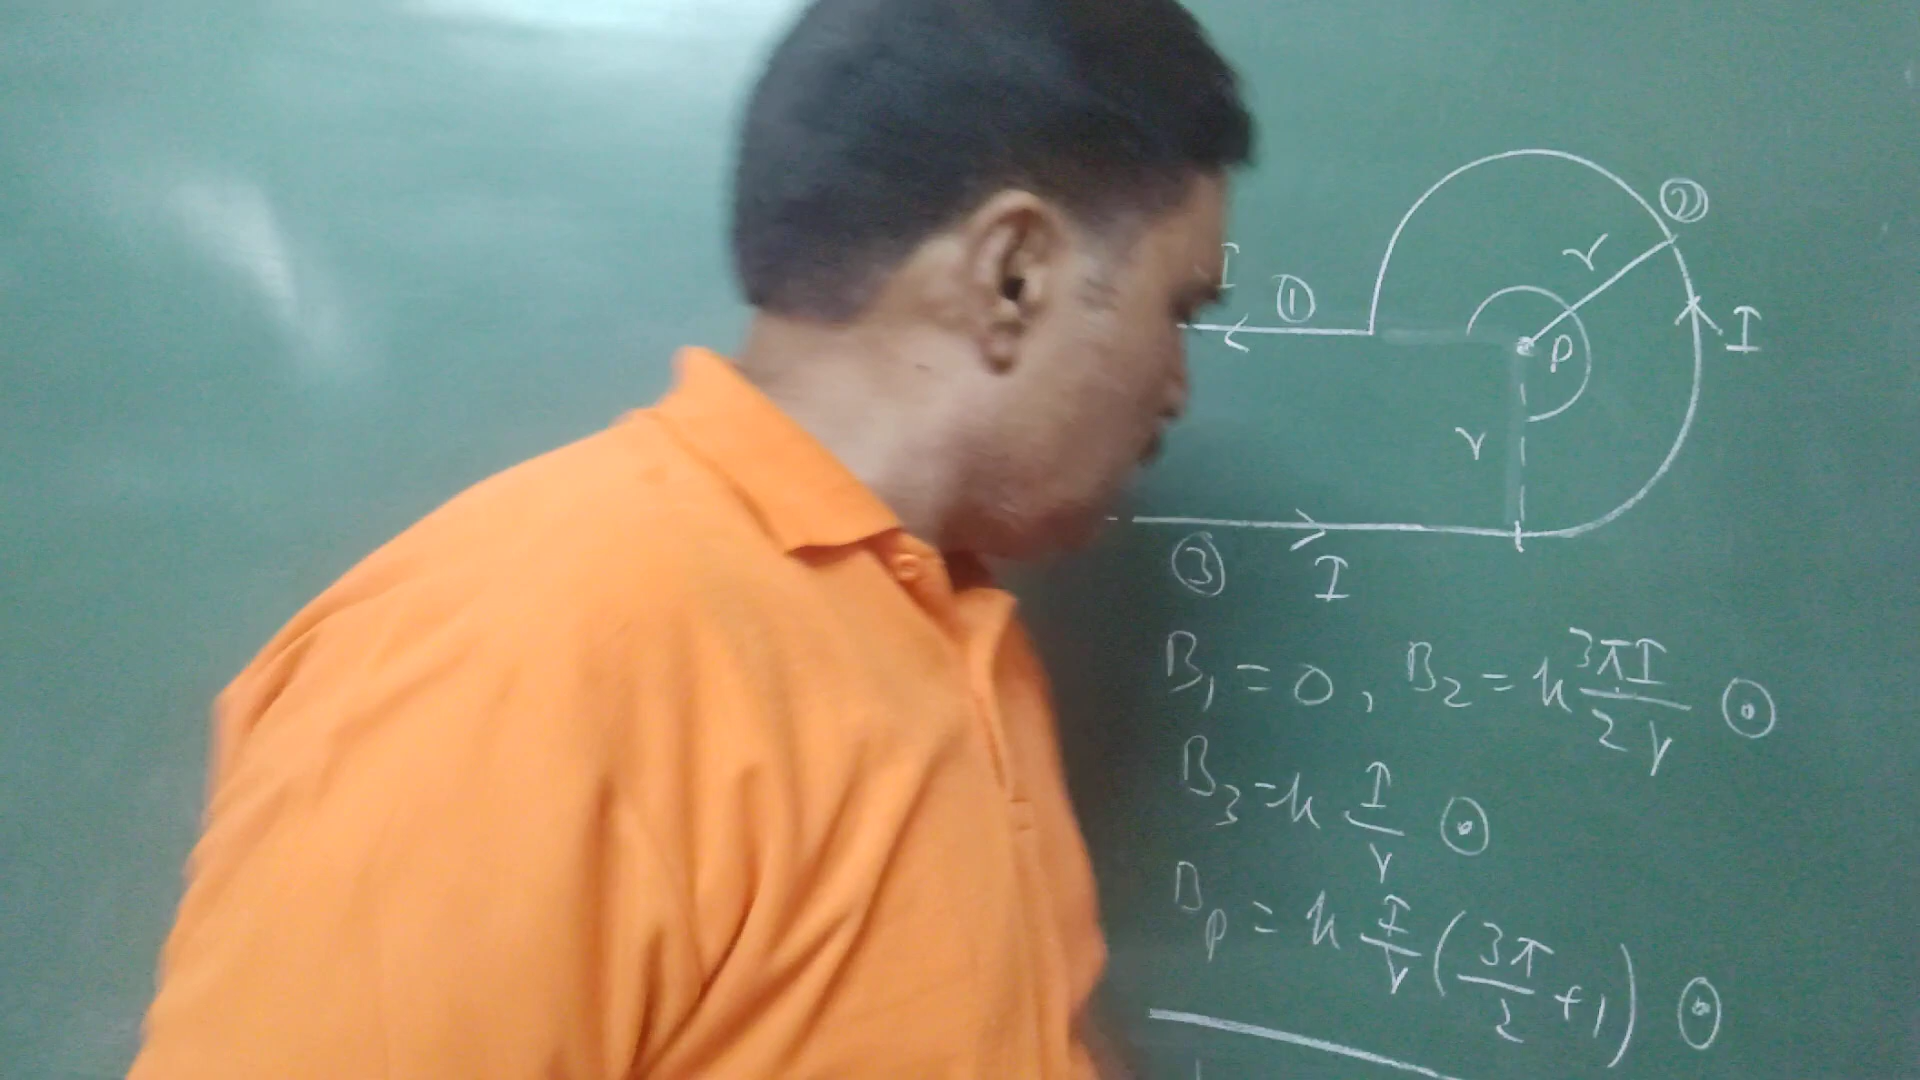 ②
I ① r
P I
r
③ I
B₁ = 0, B₂ = k 3πI/2r ⊙
B₃ = k I/r ⊙
Bₚ = k I/r (3π/2 + 1) ⊙